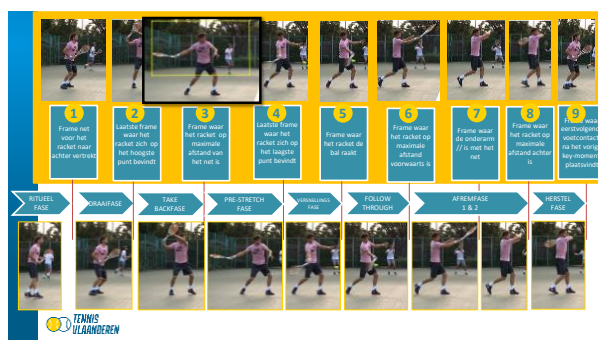 1
Frame net
voor het
racket naar
achter vertrekt
2
Laatste frame
waar het
racket zich op
het hoogste
punt bevindt
3
Frame waar
het racket op
maximale
afstand van
het net is
4
Laatste frame
waar het
racket zich op
het laagste
punt bevindt
5
Frame waar
het racket de
bal raakt
6
Frame waar
het racket op
maximale
afstand
voorwaarts is
7
Frame waar
de onderarm
// is met het
net
8
Frame waar
het racket op
maximale
afstand achter
is
9
Frame waar
eerstvolgend
voetcontact
na het vorig
key-moment
plaatsvindt
RITUEEL
FASE
DRAAIFASE
TAKE
BACKFASE
PRE-STRETCH
FASE
VERSNELLINGS
FASE
FOLLOW
THROUGH
AFREMFASE
1 & 2
HERSTEL
FASE
TENNIS
VLAANDEREN